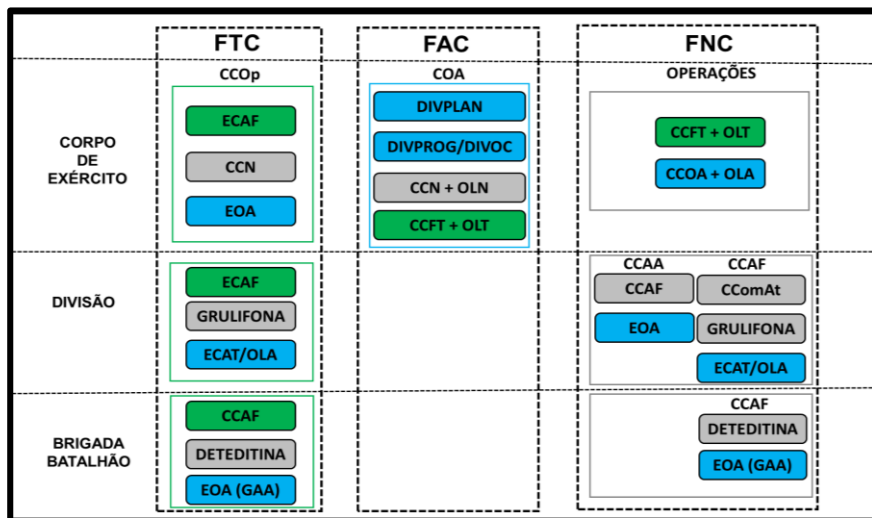 FTC
FAC
FNC
CCOp
COA
OPERAÇÕES
CORPO
DE
EXÉRCITO
ECAF
CCN
EOA
DIVPLAN
DIVPROG/DIVOC
CCN + OLN
CCFT + OLT
CCFT + OLT
CCOA + OLA
DIVISÃO
ECAF
GRULIFONA
ECAT/OLA
CCAA
CCAF
CCAF
CComAt
EOA
GRULIFONA
ECAT/OLA
BRIGADA
BATALHÃO
CCAF
DETEDITINA
EOA (GAA)
CCAF
DETEDITINA
EOA (GAA)